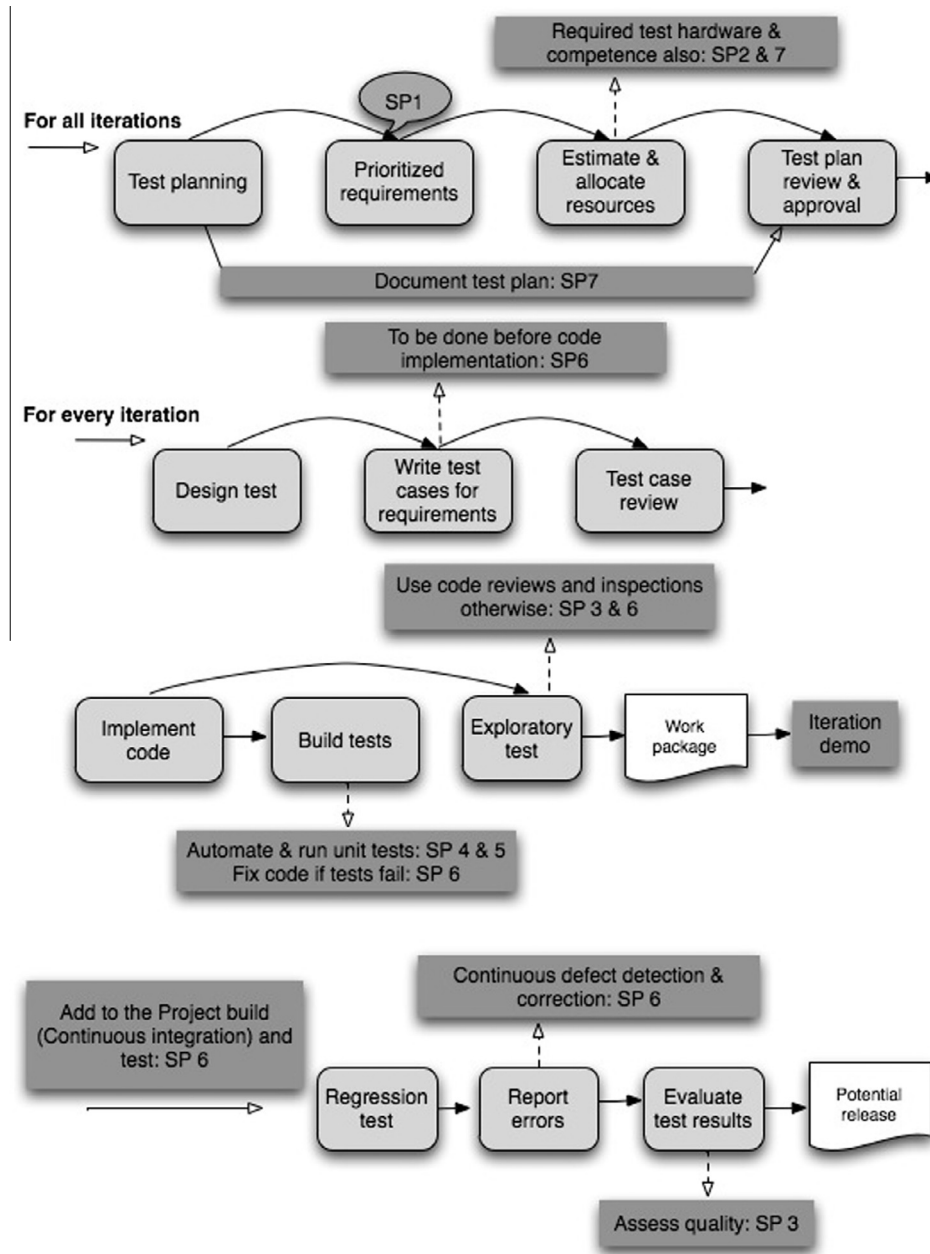 Required test hardware &
competence also: SP2 & 7
SP1
For all iterations
Test planning
Prioritized
requirements
Estimate &
allocate
resources
Test plan
review &
approval
Document test plan: SP7
To be done before code
implementation: SP6
For every iteration
Design test
Write test
cases for
requirements
Test case
review
Use code reviews and inspections
otherwise: SP 3 & 6
Implement
code
Build tests
Exploratory
test
Work
package
Iteration
demo
Automate & run unit tests: SP 4 & 5
Fix code if tests fail: SP 6
Continuous defect detection &
correction: SP 6
Add to the Project build
(Continuous integration) and
test: SP 6
Regression
test
Report
errors
Evaluate
test results
Potential
release
Assess quality: SP 3